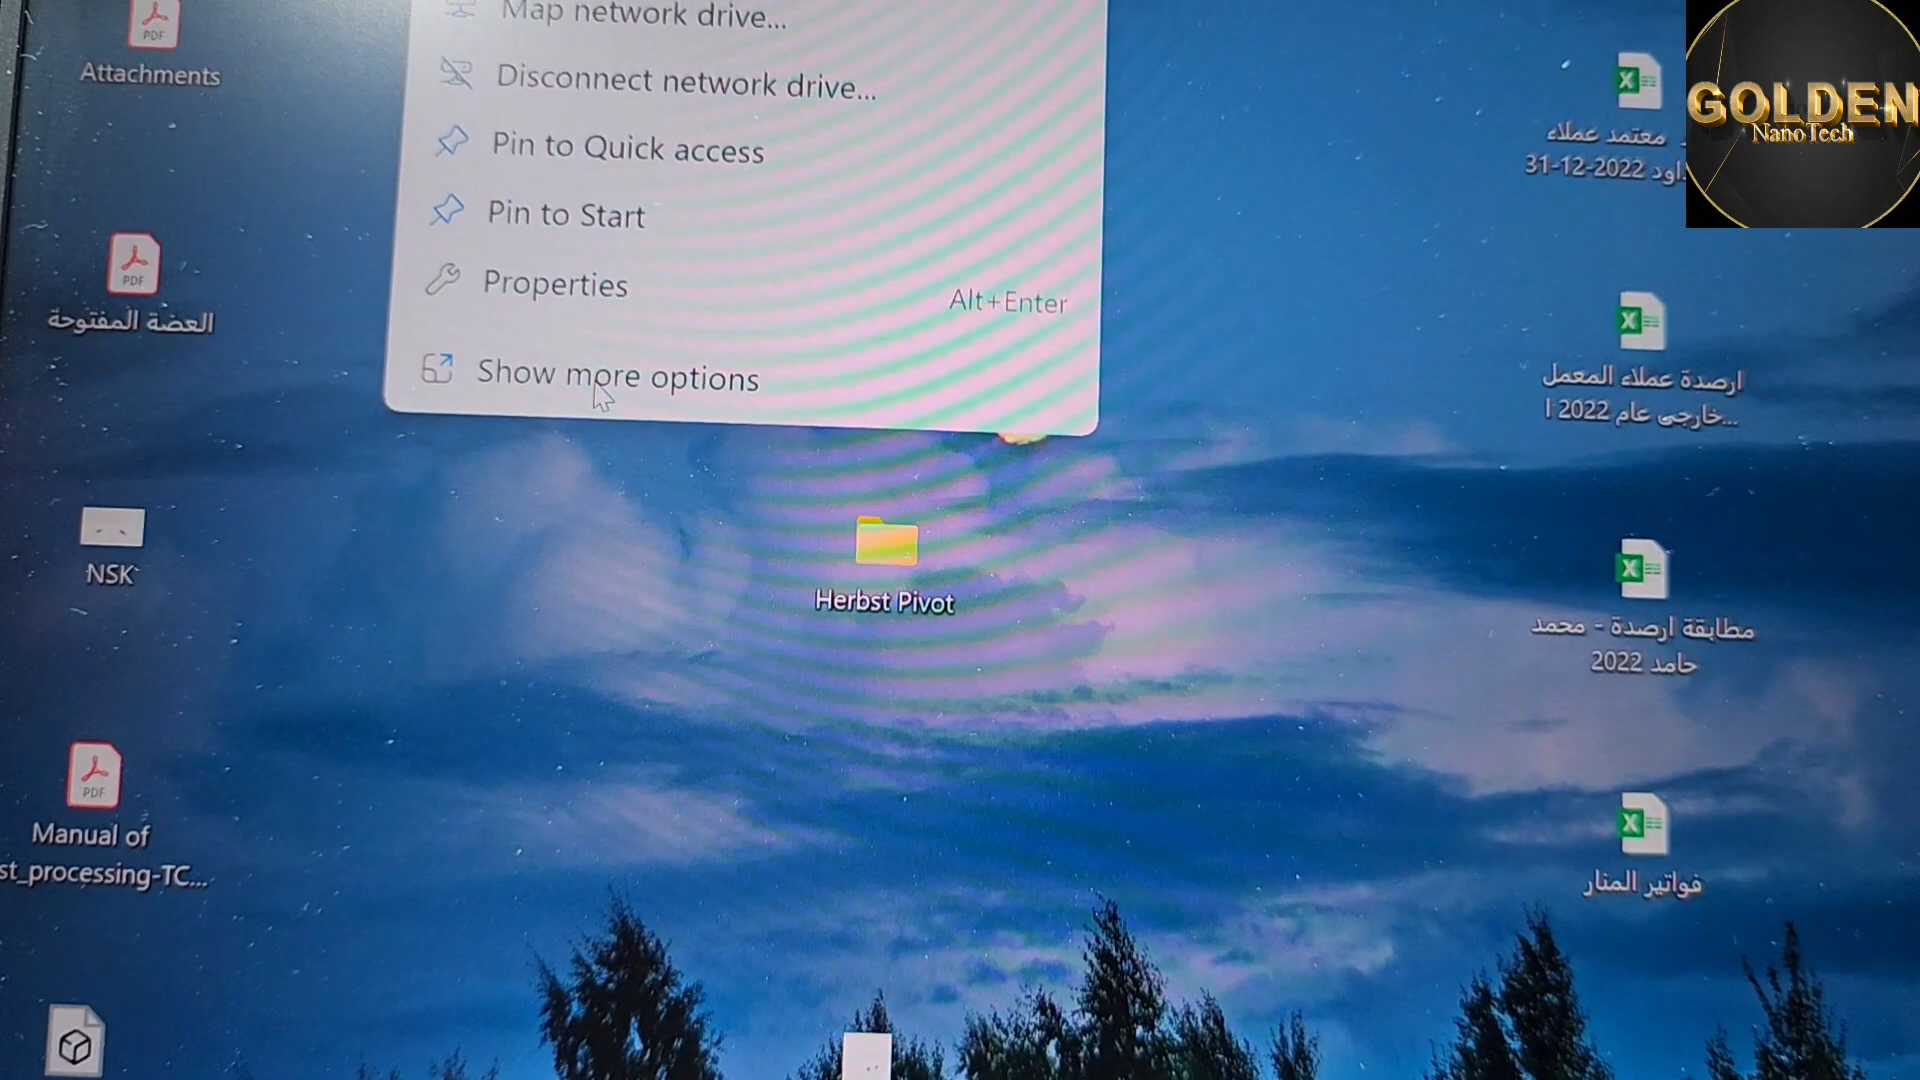 PDF
Attachments
Map network drive...
Disconnect network drive...
Pin to Quick access
Pin to Start
Properties
Alt+Enter
Show more options
PDF
العضة المفتوحة
NSK
Herbst Pivot
PDF
Manual of
st_processing-TC...
معتمد عملاء
31-12-2022
ارصدة عملاء المعمل
خارجى عام 2022 ا...
مطابقة ارصدة - محمد
حامد 2022
فواتير المنار
GOLDEN
NanoTech